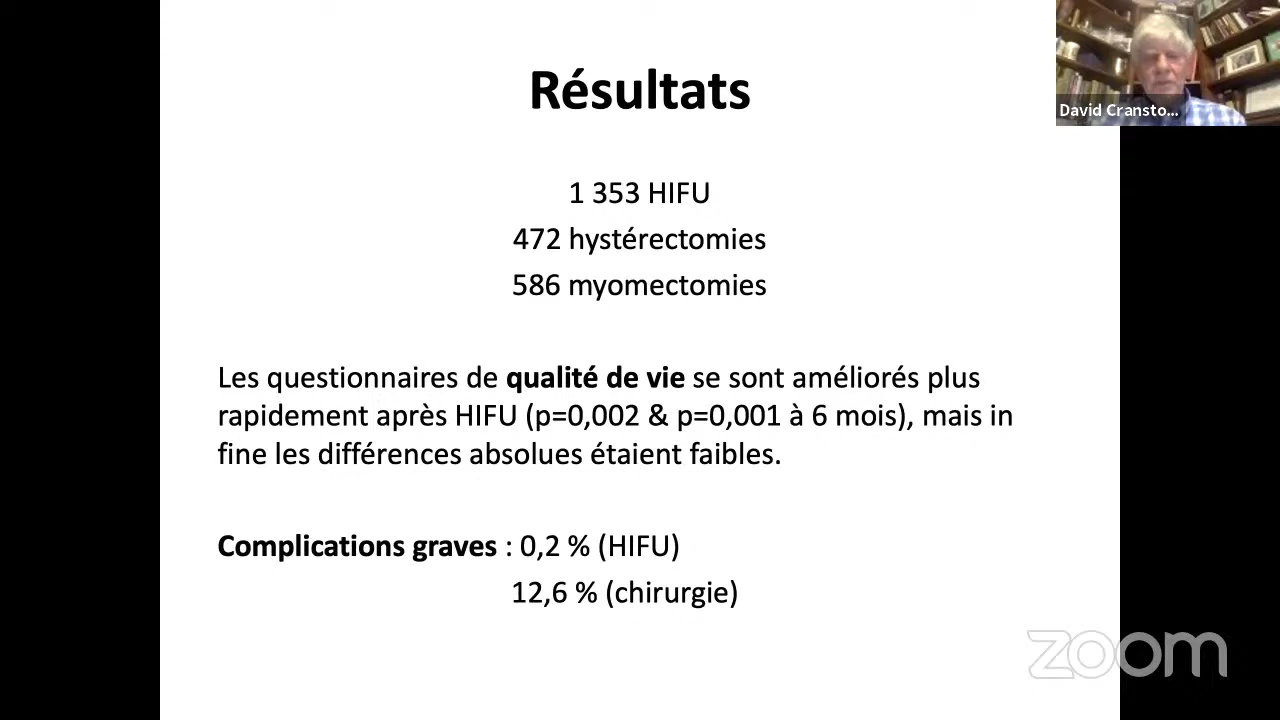 Résultats
David Cransto...
1 353 HIFU
472 hystérectomies
586 myomectomies
Les questionnaires de qualité de vie se sont améliorés plus
rapidement après HIFU (p=0,002 & p=0,001 à 6 mois), mais in
fine les différences absolues étaient faibles.
Complications graves : 0,2 % (HIFU)
12,6 % (chirurgie)
zoom